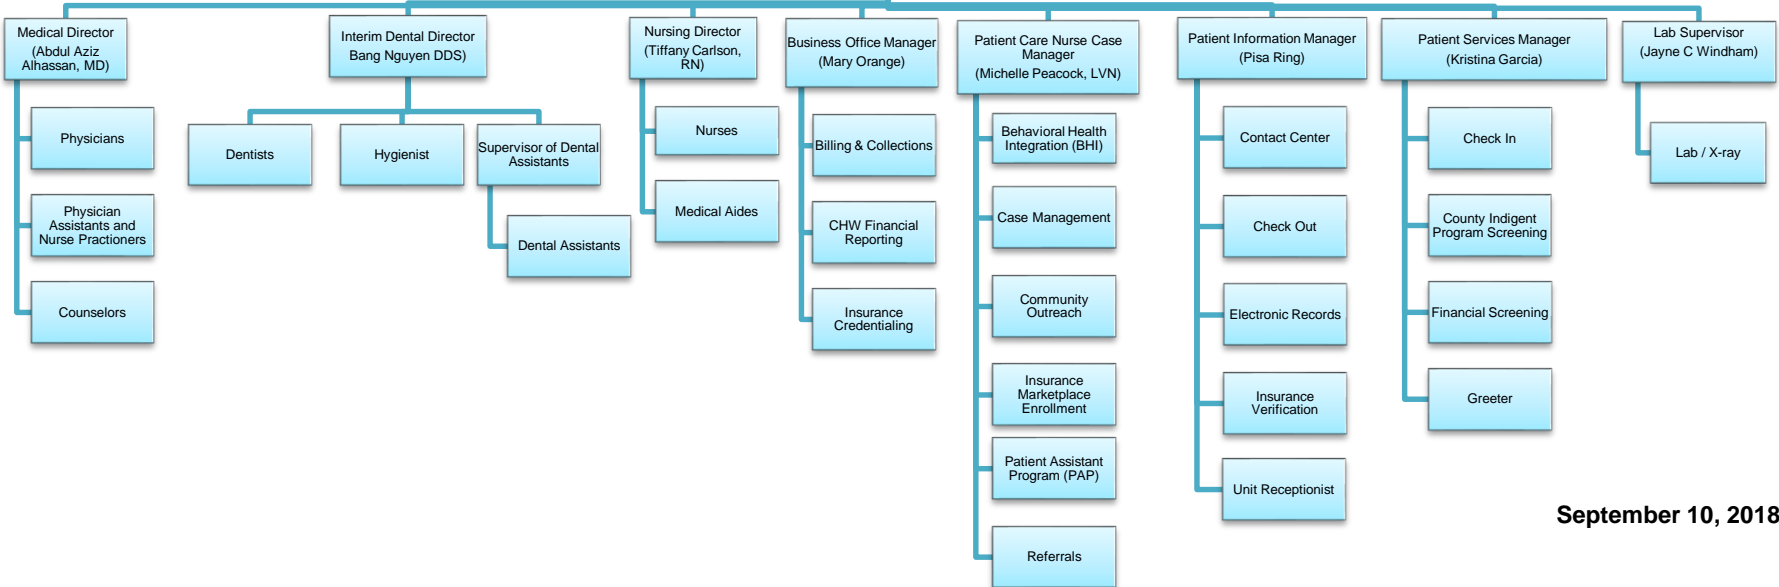 Medical Director
(Abdul Aziz
Alhassan, MD)
Physicians
Physician
Assistants and
Nurse Practioners
Counselors
Interim Dental Director
Bang Nguyen DDS)
Dentists
Hygienist
Supervisor of Dental
Assistants
Dental Assistants
Nursing Director
(Tiffany Carlson,
RN)
Nurses
Medical Aides
Business Office Manager
(Mary Orange)
Billing & Collections
CHW Financial
Reporting
Insurance
Credentialing
Patient Care Nurse Case
Manager
(Michelle Peacock, LVN)
Behavioral Health
Integration (BHI)
Case Management
Community
Outreach
Insurance
Marketplace
Enrollment
Patient Assistant
Program (PAP)
Referrals
Patient Information Manager
(Pisa Ring)
Contact Center
Check Out
Electronic Records
Insurance
Verification
Unit Receptionist
Patient Services Manager
(Kristina Garcia)
Check In
County Indigent
Program Screening
Financial Screening
Greeter
Lab Supervisor
(Jayne C Windham)
Lab / X-ray
September 10, 2018